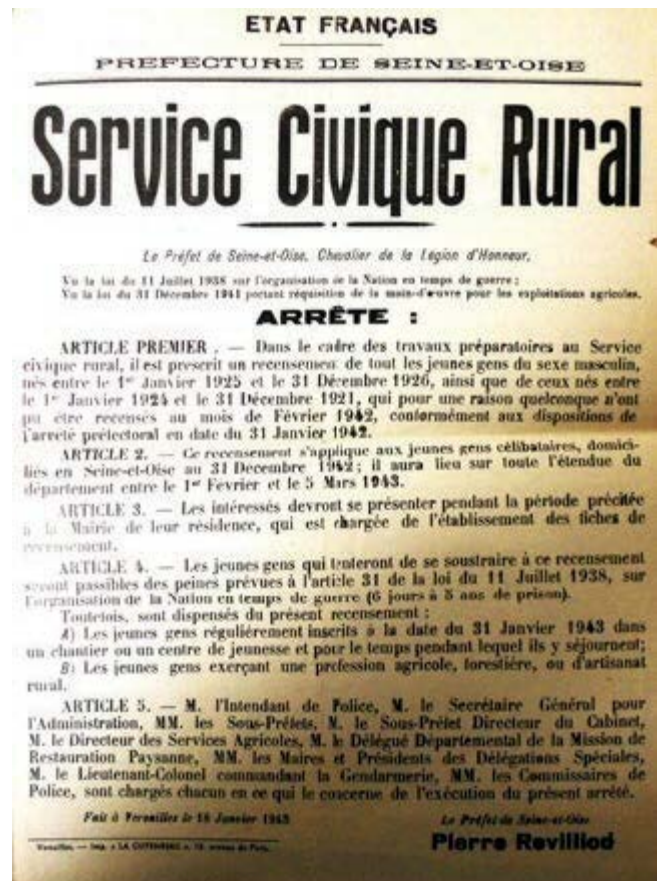 ETAT FRANÇAIS
PREFECTURE DE SEINE-ET-OISE
Service Civique Rural
Le Préfet de Seine-et-Oise, Chevalier de la Légion d'Honneur,
Vu la loi du 11 Juillet 1938 sur l'organisation de la Nation en temps de guerre ;
Vu la loi du 31 Décembre 1941 portant réquisition de la main-d'œuvre pour les exploitations agricoles,
ARRÊTE :
ARTICLE PREMIER . — Dans le cadre des travaux préparatoires au Service
civique rural, il est prescrit un recensement de tout les jeunes gens du sexe masculin,
nés entre le 1er Janvier 1925 et le 31 Décembre 1926, ainsi que de ceux nés entre
le 1er Janvier 1924 et le 31 Décembre 1921, qui pour une raison quelconque n'ont
pu être recensés au mois de Février 1942, conformément aux dispositions de
l'arreté préfectoral en date du 31 Janvier 1942.
ARTICLE 2. — Ce recensement s'applique aux jeunes gens célibataires, domici-
liés en Seine-et-Oise au 31 Decembre 1942 ; il aura lieu sur toute l'étendue du
département entre le 1er Février et le 5 Mars 1943.
ARTICLE 3. — Les intéressés devront se présenter pendant la période précitée
à la Mairie de leur résidence, qui est chargée de l'établissement des fiches de
recensement.
ARTICLE 4. — Les jeunes gens qui tenteront de se soustraire à ce recensement
seront passibles des peines prévues à l'article 31 de la loi du 11 Juillet 1938, sur
l'organisation de la Nation en temps de guerre (6 jours à 5 ans de prison).
Toutefois, sont dispensés du présent recensement :
A) Les jeunes gens réguliérement inscrits à la date du 31 Janvier 1943 dans
un chantier ou un centre de jeunesse et pour le temps pendant lequel ils y séjournent;
B) Les jeunes gens exerçant une profession agricole, forestière, ou d'artisanat
rural.
ARTICLE 5. — M. l'Intendant de Police, M. le Secrétaire Général pour
l'Administration, MM. les Sous-Préfets, M. le Sous-Préfet Directeur du Cabinet,
M. le Directeur des Services Agricoles, M. le Délégué Départemental de la Mission de
Restauration Paysanne, MM. les Maires et Présidents des Délégations Spéciales,
M. le Lieutenant-Colonel commandant la Gendarmerie, MM. les Commissaires de
Police, sont chargés chacun en ce qui le concerne de l'exécution du présent arrêté.
Fait à Versailles le 18 Janvier 1943
Le Préfet de Seine-et-Oise
Pierre Revilliod
Versailles. — Imp. « LA GUTENBERG »